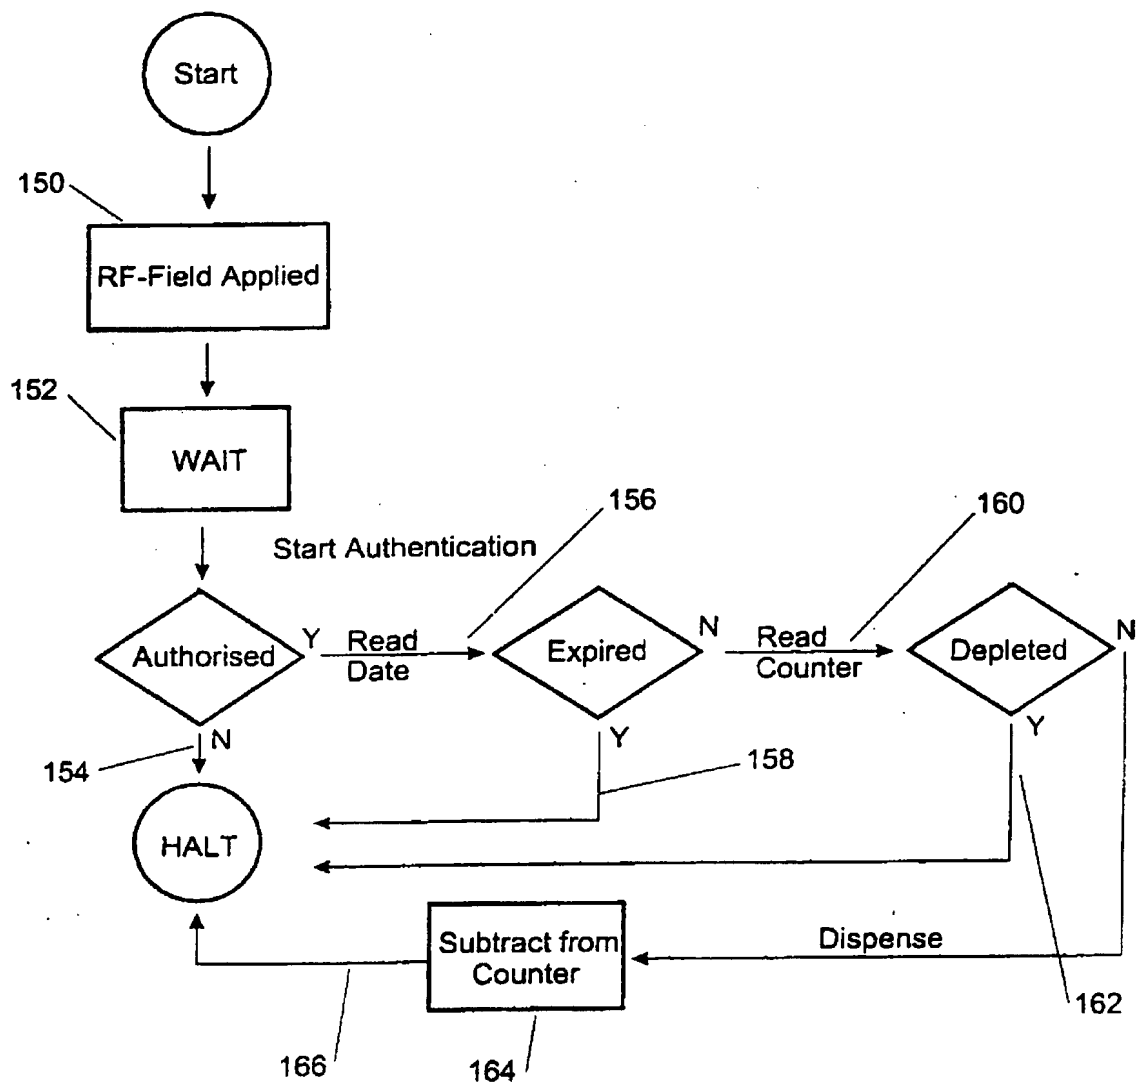 Start
150
RF-Field Applied
152
WAIT
Start Authentication
156
160
Authorised
Y
Read
Date
Expired
N
Read
Counter
Depleted
N
N
154
Y
158
Y
HALT
Subtract from
Counter
Dispense
162
166
164